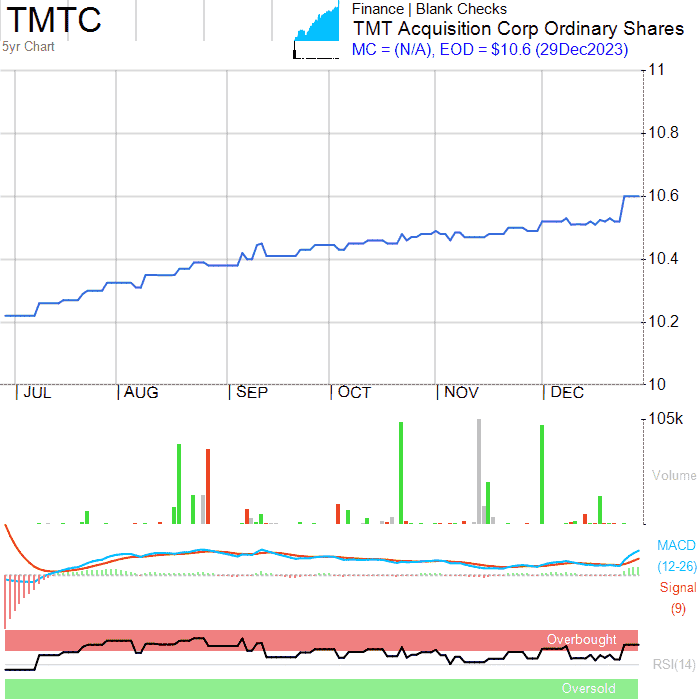 TMTC
5yr Chart
Finance | Blank Checks
TMT Acquisition Corp Ordinary Shares
MC = (N/A), EOD = $10.6 (29Dec2023)
11
10.8
10.6
10.4
10.2
10
JUL AUG SEP OCT NOV DEC
105k
Volume
MACD
(12-26)
Signal
(9)
Overbought
RSI(14)
Oversold